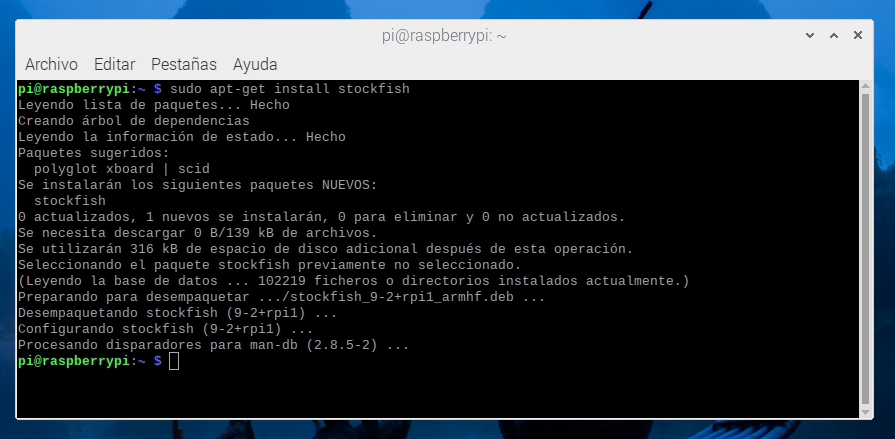 pi@raspberrypi: ~
Archivo Editar Pestañas Ayuda
pi@raspberrypi:~ $ sudo apt-get install stockfish
Leyendo lista de paquetes... Hecho
Creando árbol de dependencias
Leyendo la información de estado... Hecho
Paquetes sugeridos:
  polyglot xboard | scid
Se instalarán los siguientes paquetes NUEVOS:
  stockfish
0 actualizados, 1 nuevos se instalarán, 0 para eliminar y 0 no actualizados.
Se necesita descargar 0 B/139 kB de archivos.
Se utilizarán 316 kB de espacio de disco adicional después de esta operación.
Seleccionando el paquete stockfish previamente no seleccionado.
(Leyendo la base de datos ... 102219 ficheros o directorios instalados actualmente.)
Preparando para desempaquetar .../stockfish_9-2+rpi1_armhf.deb ...
Desempaquetando stockfish (9-2+rpi1) ...
Configurando stockfish (9-2+rpi1) ...
Procesando disparadores para man-db (2.8.5-2) ...
pi@raspberrypi:~ $